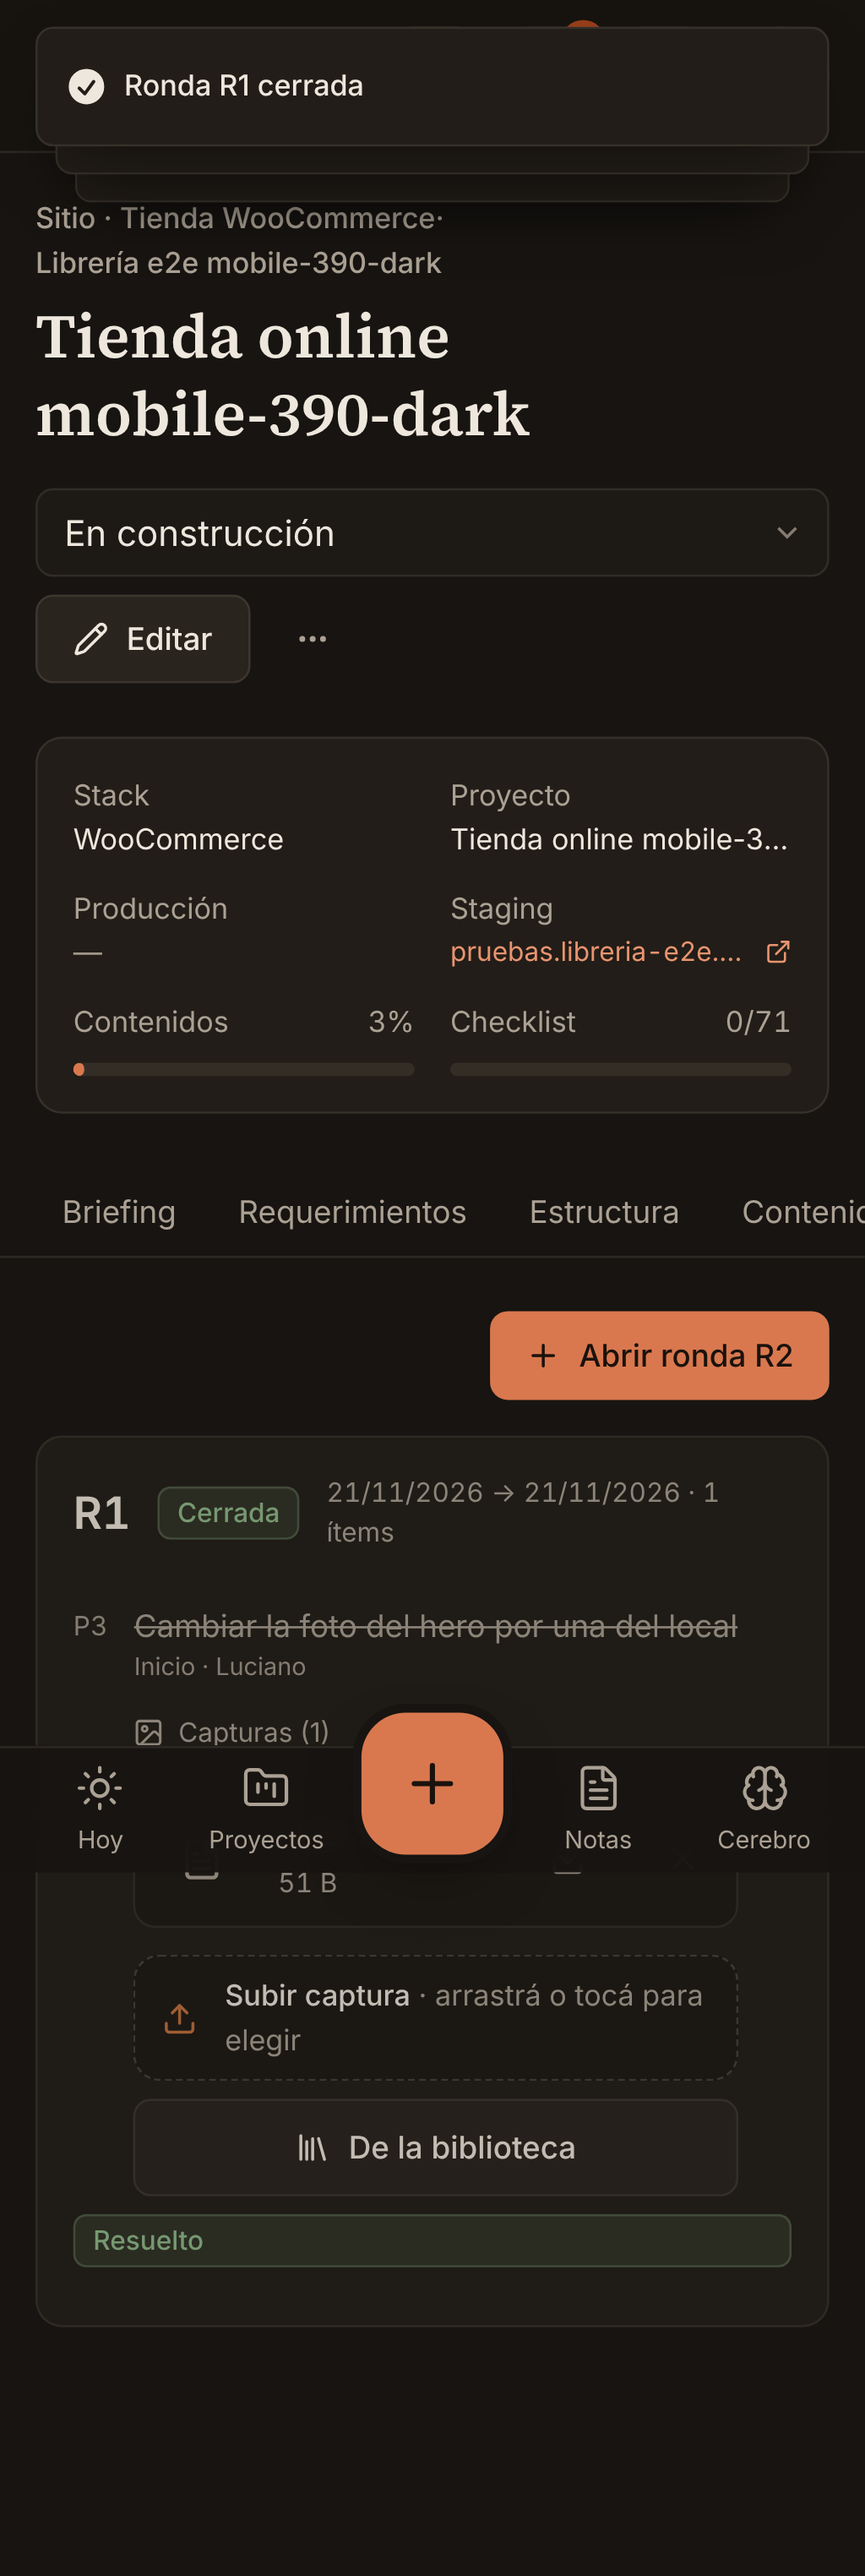 Ronda R1 cerrada
Sitio · Tienda WooCommerce·
Librería e2e mobile-390-dark
Tienda online
mobile-390-dark
En construcción
Editar
Stack
WooCommerce
Proyecto
Tienda online mobile-3...
Producción
—
Staging
pruebas.libreria-e2e....
Contenidos 3%
Checklist 0/71
Briefing Requerimientos Estructura Contenic
Abrir ronda R2
R1 Cerrada 21/11/2026 → 21/11/2026 · 1
ítems
P3 Cambiar la foto del hero por una del local
Inicio · Luciano
Capturas (1)
Hoy Proyectos Notas Cerebro
51 B
Subir captura · arrastrá o tocá para
elegir
De la biblioteca
Resuelto